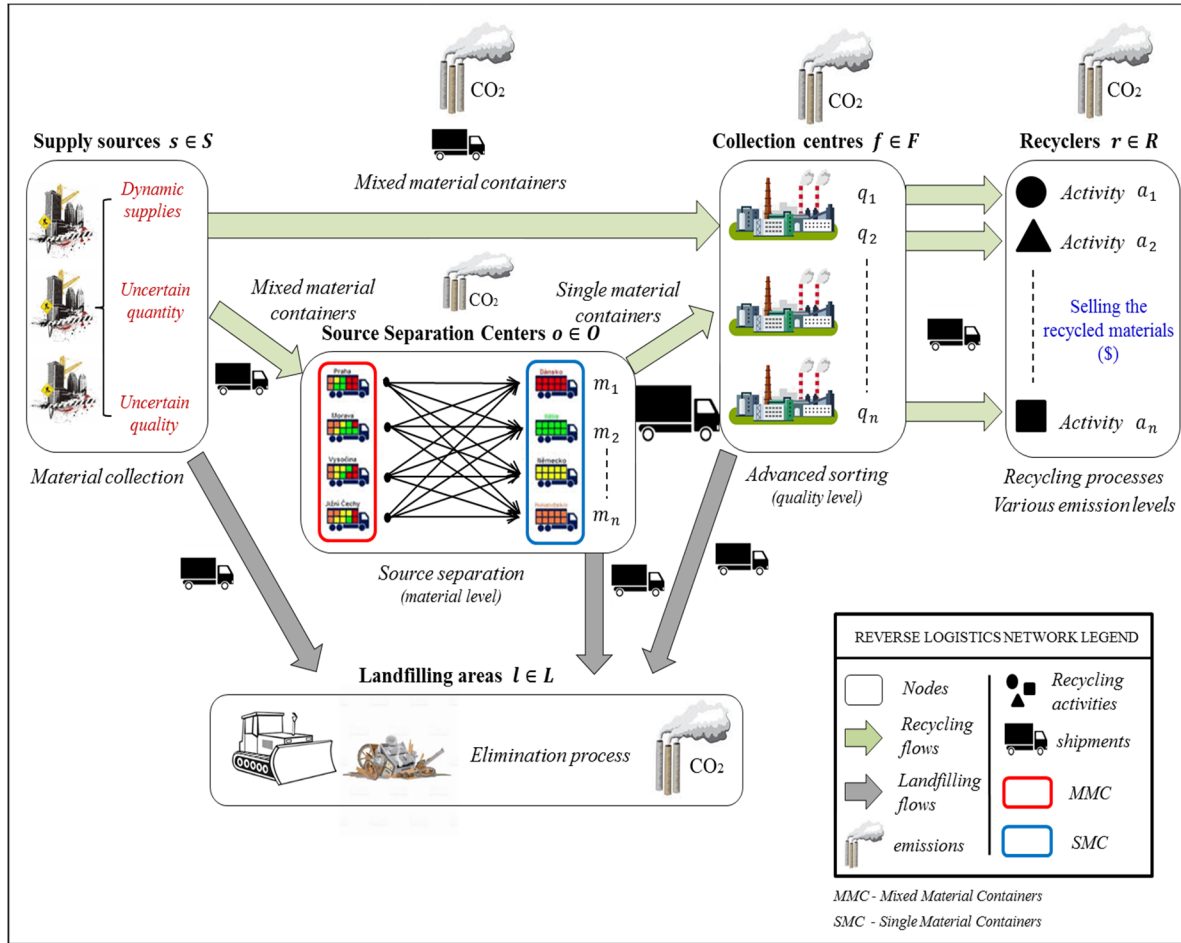 CO₂
CO₂
CO₂
Supply sources s ∈ S
Collection centres f ∈ F
Recyclers r ∈ R
Dynamic
supplies
Mixed material containers
q₁
Activity a₁
q₂
Activity a₂
Uncertain
quantity
Mixed material
containers
CO₂
Single material
containers
Selling the
recycled materials
($)
Source Separation Centers o ∈ O
Praha
Dánsko
m₁
Morava
m₂
Vysočina
Německo
Jižní Čechy
mₙ
Uncertain
quality
qₙ
Activity aₙ
Material collection
Advanced sorting
(quality level)
Recycling processes
Various emission levels
Source separation
(material level)
Landfilling areas l ∈ L
Elimination process
CO₂
REVERSE LOGISTICS NETWORK LEGEND
Nodes
Recycling
activities
Recycling
flows
shipments
Landfilling
flows
MMC
emissions
SMC
MMC - Mixed Material Containers
SMC - Single Material Containers